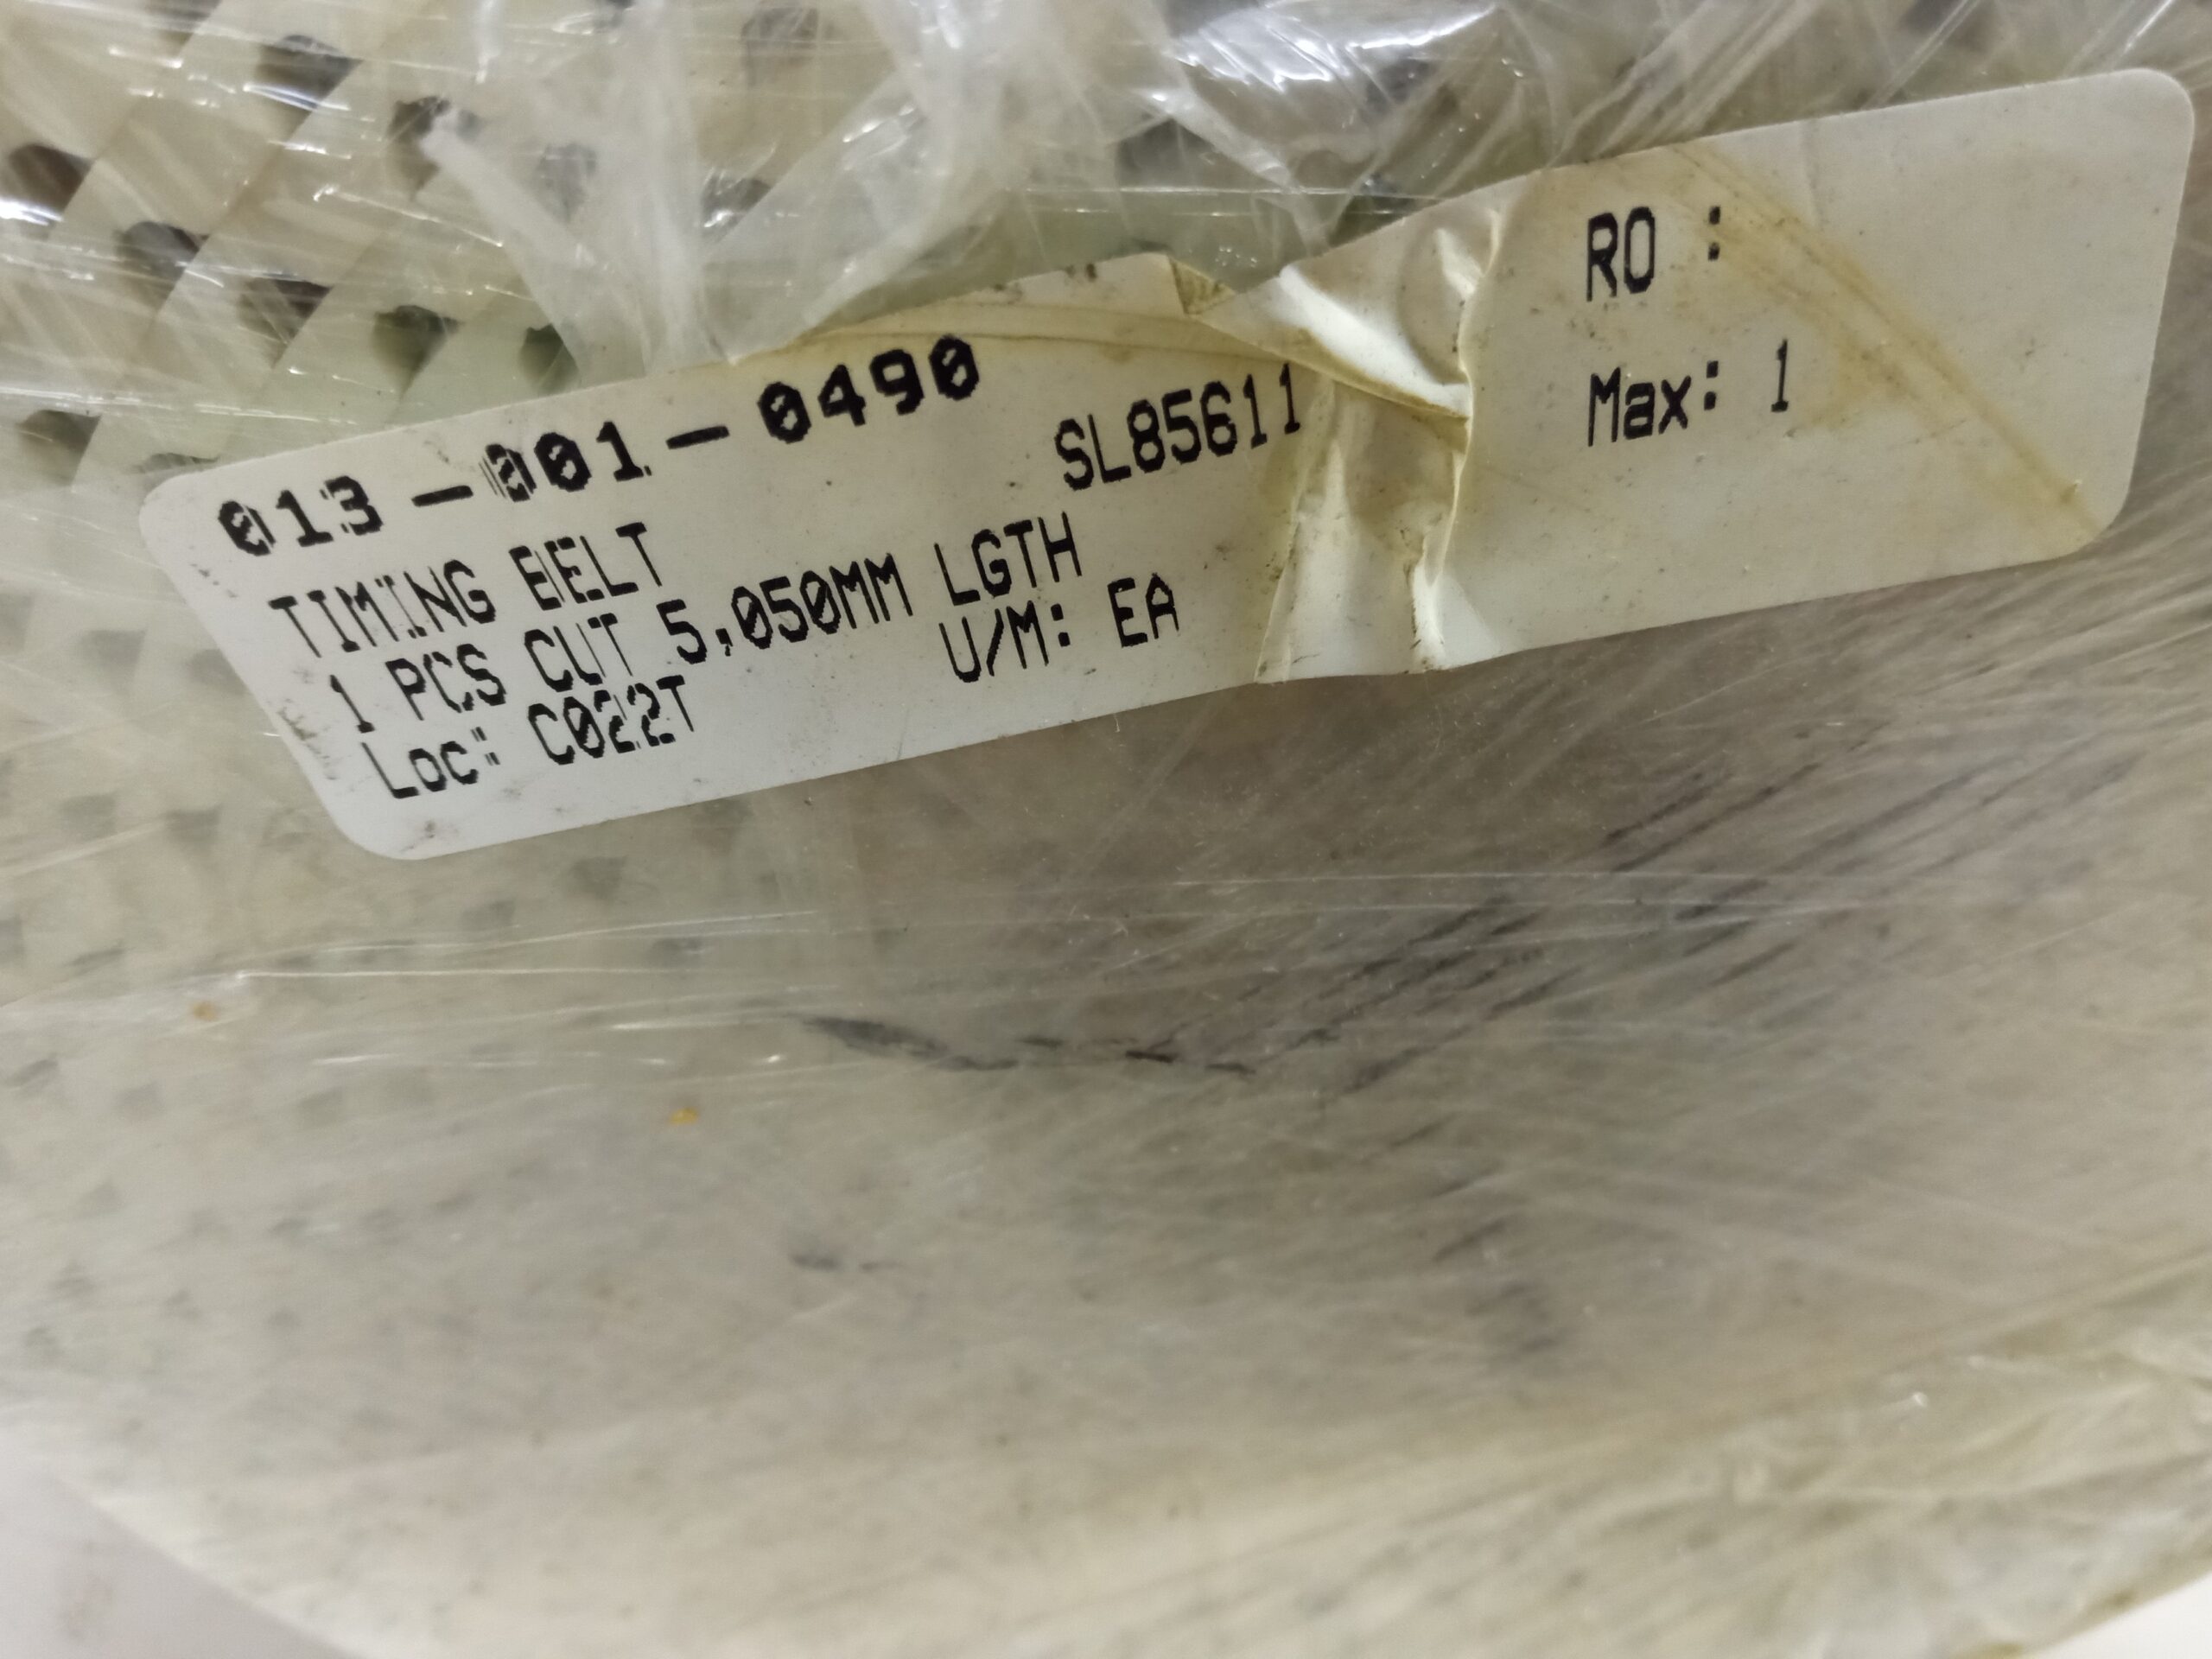 013-001-0490
SL85611
TIMING BELT
1 PCS CUT 5,050MM LGTH
U/M: EA
Loc: C022T
RO :
Max: 1